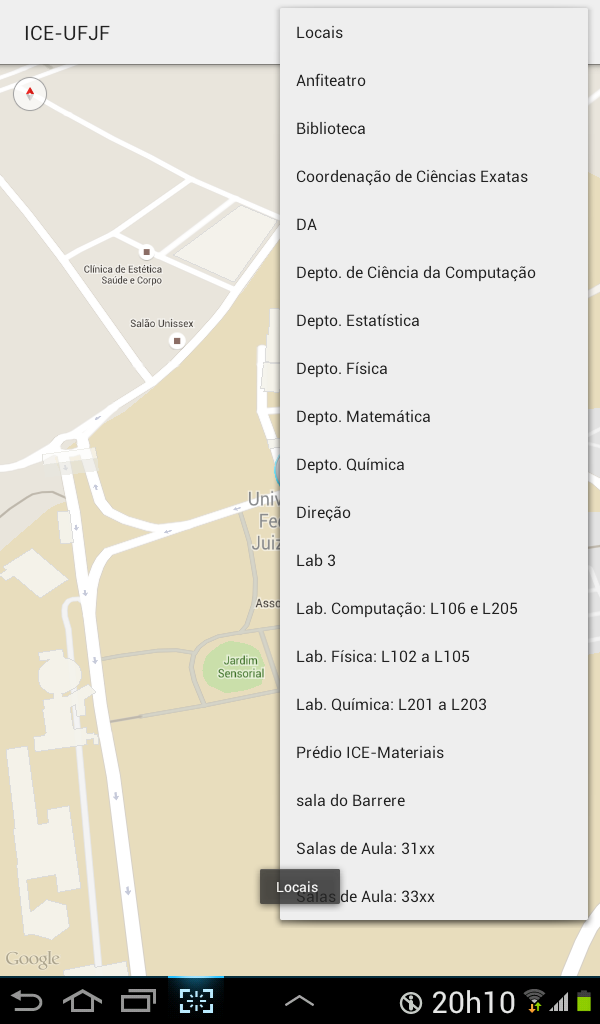 ICE-UFJF
Locais
Anfiteatro
Biblioteca
Coordenação de Ciências Exatas
DA
Depto. de Ciência da Computação
Depto. Estatística
Depto. Física
Depto. Matemática
Depto. Química
Direção
Lab 3
Lab. Computação: L106 e L205
Lab. Física: L102 a L105
Lab. Química: L201 a L203
Prédio ICE-Materiais
sala do Barrere
Salas de Aula: 31xx
Salas de Aula: 33xx
Clínica de Estética
Saúde e Corpo
Salão Unissex
Univ
Fe
Juiz
Asso
Jardim
Sensorial
Locais
Google
20h10